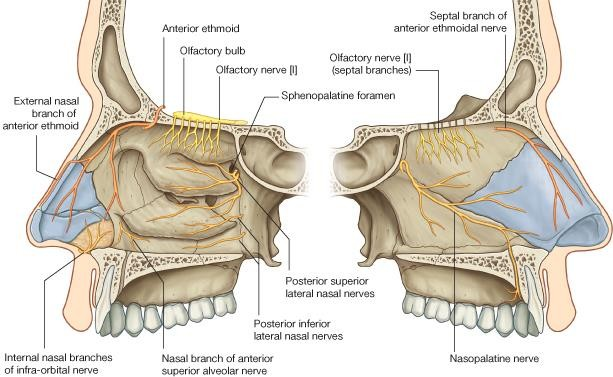 Anterior ethmoid
Olfactory bulb
Olfactory nerve [I]
Sphenopalatine foramen
External nasal
branch of
anterior ethmoid
Internal nasal branches
of infra-orbital nerve
Nasal branch of anterior
superior alveolar nerve
Posterior inferior
lateral nasal nerves
Posterior superior
lateral nasal nerves
Septal branch of
anterior ethmoidal nerve
Olfactory nerve [I]
(septal branches)
Nasopalatine nerve